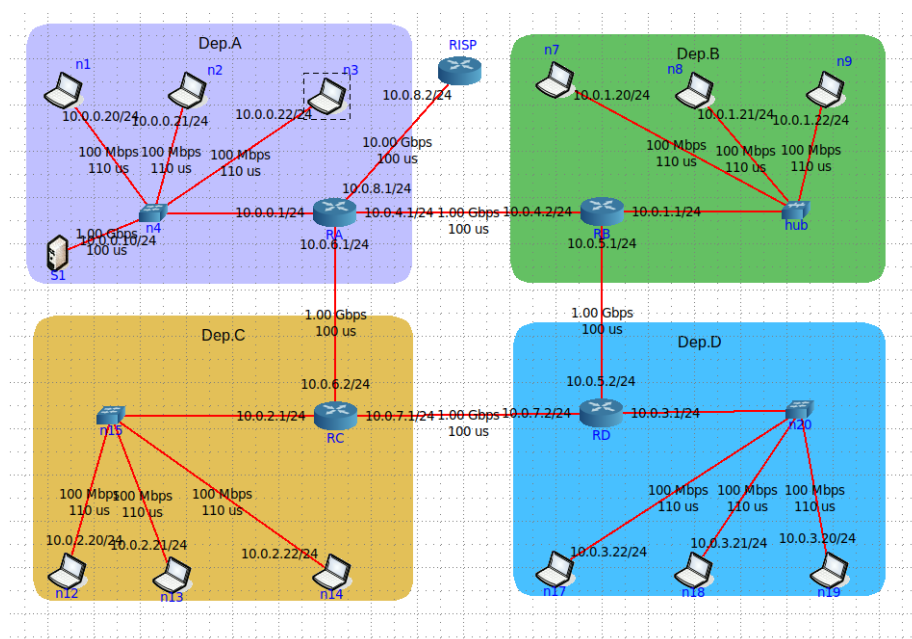 Dep.A
n1
n2
n3
10.0.0.20/24
10.0.0.21/24
10.0.0.22/24
100 Mbps
110 us
100 Mbps
110 us
100 Mbps
110 us
n4
10.0.0.1/24
1.00 Gbps
100 us
10.0.0.10/24
S1
RISP
10.0.8.2/24
10.00 Gbps
100 us
10.0.8.1/24
RA
10.0.4.1/24
10.0.6.1/24
1.00 Gbps
100 us
10.0.4.2/24
Dep.B
n7
n8
n9
10.0.1.20/24
10.0.1.21/24
10.0.1.22/24
100 Mbps
110 us
100 Mbps
110 us
100 Mbps
110 us
RB
10.0.1.1/24
hub
10.0.5.1/24
1.00 Gbps
100 us
1.00 Gbps
100 us
Dep.C
10.0.6.2/24
n15
10.0.2.1/24
RC
10.0.7.1/24
1.00 Gbps
100 us
10.0.7.2/24
100 Mbps
110 us
100 Mbps
110 us
100 Mbps
110 us
10.0.2.20/24
10.0.2.21/24
10.0.2.22/24
n12
n13
n14
Dep.D
10.0.5.2/24
RD
10.0.3.1/24
n20
100 Mbps
110 us
100 Mbps
110 us
100 Mbps
110 us
10.0.3.22/24
10.0.3.21/24
10.0.3.20/24
n17
n18
n19